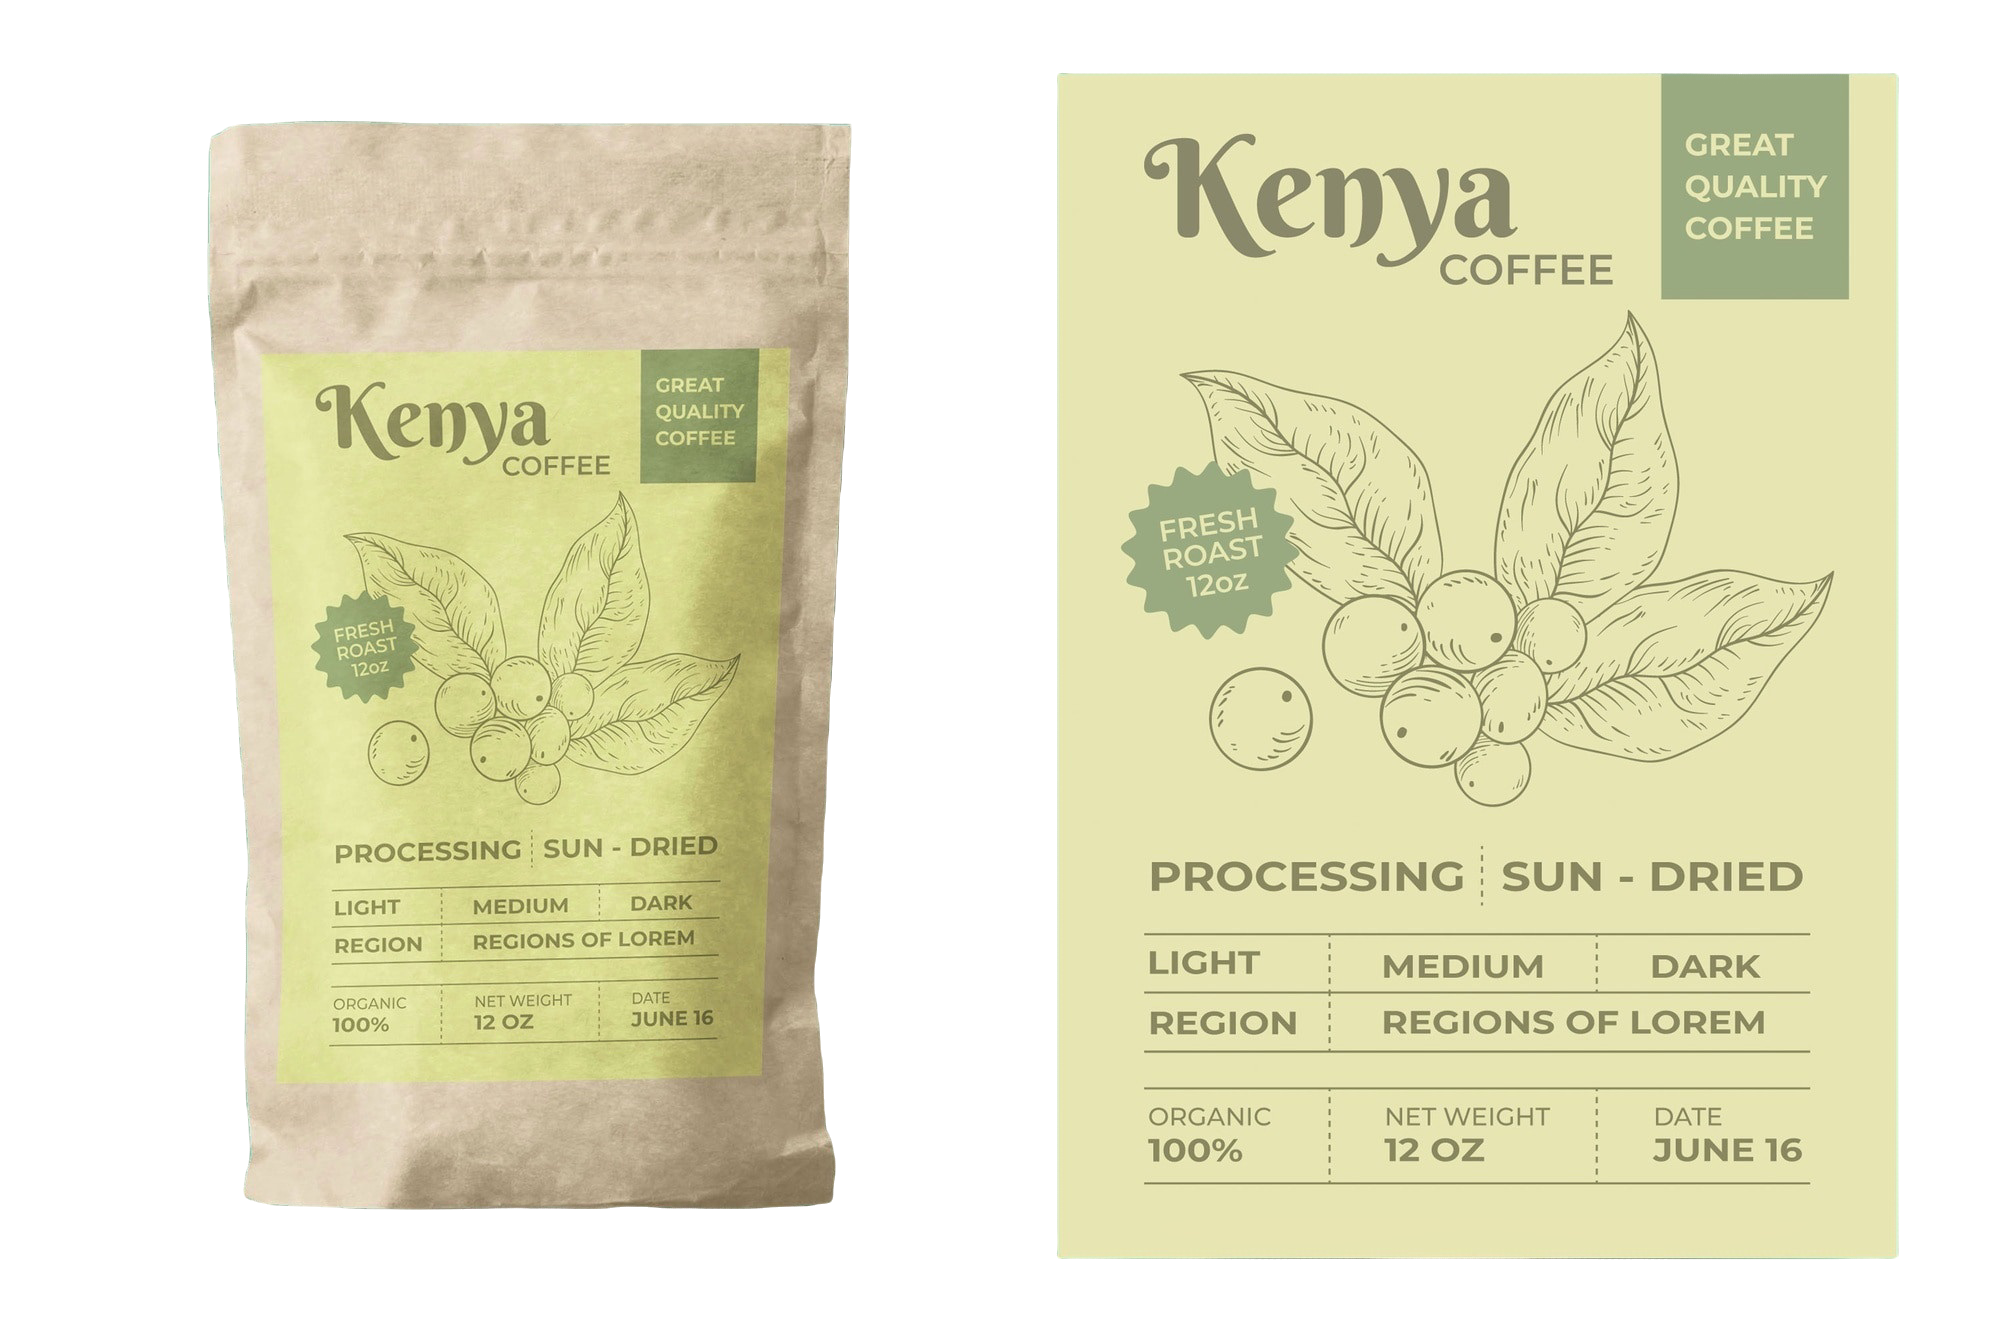 Kenya
COFFEE
GREAT
QUALITY
COFFEE
FRESH
ROAST
12oz
PROCESSING SUN - DRIED
LIGHT MEDIUM DARK
REGION REGIONS OF LOREM
ORGANIC NET WEIGHT DATE
100% 12 OZ JUNE 16
Kenya
COFFEE
GREAT
QUALITY
COFFEE
FRESH
ROAST
12oz
PROCESSING SUN - DRIED
LIGHT MEDIUM DARK
REGION REGIONS OF LOREM
ORGANIC NET WEIGHT DATE
100% 12 OZ JUNE 16